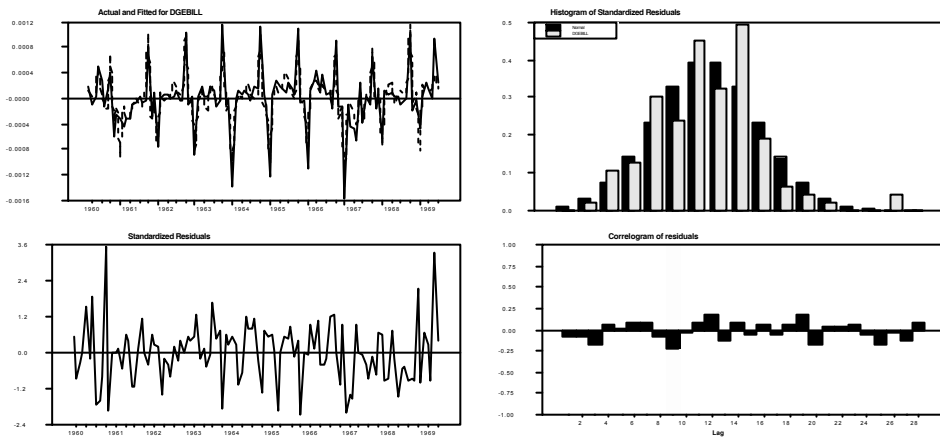 Actual and Fitted for DGEBILL
0.0012
0.0008
0.0004
-0.0000
-0.0004
-0.0008
-0.0012
-0.0016
1960 1961 1962 1963 1964 1965 1966 1967 1968 1969
Histogram of Standardized Residuals
Normal
DGEBILL
0.5
0.4
0.3
0.2
0.1
0.0
Standardized Residuals
3.6
2.4
1.2
0.0
-1.2
-2.4
1960 1961 1962 1963 1964 1965 1966 1967 1968 1969
Correlogram of residuals
1.00
0.75
0.50
0.25
0.00
-0.25
-0.50
-0.75
-1.00
2 4 6 8 10 12 14 16 18 20 22 24 26 28
Lag